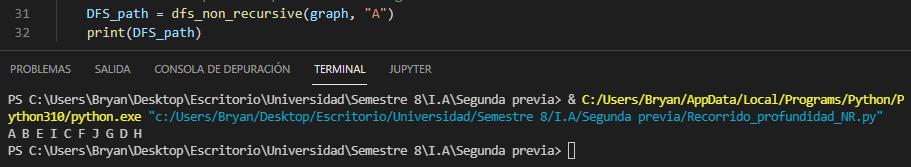 31 DFS_path = dfs_non_recursive(graph, "A")
32 print(DFS_path)
PROBLEMAS SALIDA CONSOLA DE DEPURACIÓN TERMINAL JUPYTER
PS C:\Users\Bryan\Desktop\Escritorio\Universidad\Semestre 8\I.A\Segunda previa> & C:/Users/Bryan/AppData/Local/Programs/Python/P
ython310/python.exe "c:/Users/Bryan/Desktop/Escritorio/Universidad/Semestre 8/I.A/Segunda previa/Recorrido_profundidad_NR.py"
A B E I C F J G D H
PS C:\Users\Bryan\Desktop\Escritorio\Universidad\Semestre 8\I.A\Segunda previa>